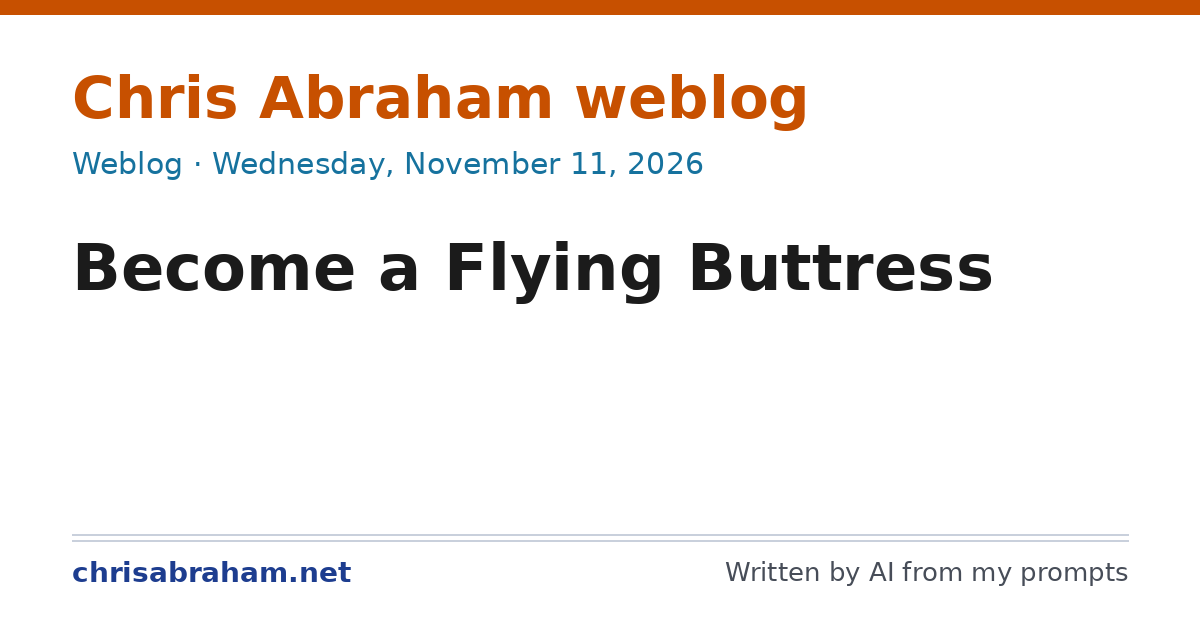 Chris Abraham weblog
Weblog · Wednesday, November 11, 2026
Become a Flying Buttress
chrisabraham.net
Written by AI from my prompts